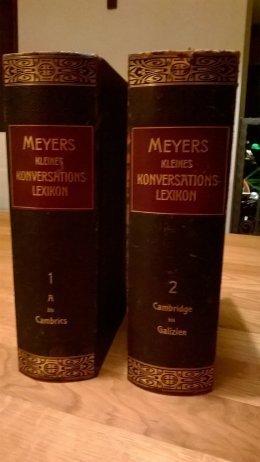 MEYERS
KLEINES
KONVERSATIONS-
LEXIKON
1
A
bis
Cambrics
MEYERS
KLEINES
KONVERSATIONS-
LEXIKON
2
Cambridge
bis
Galizien